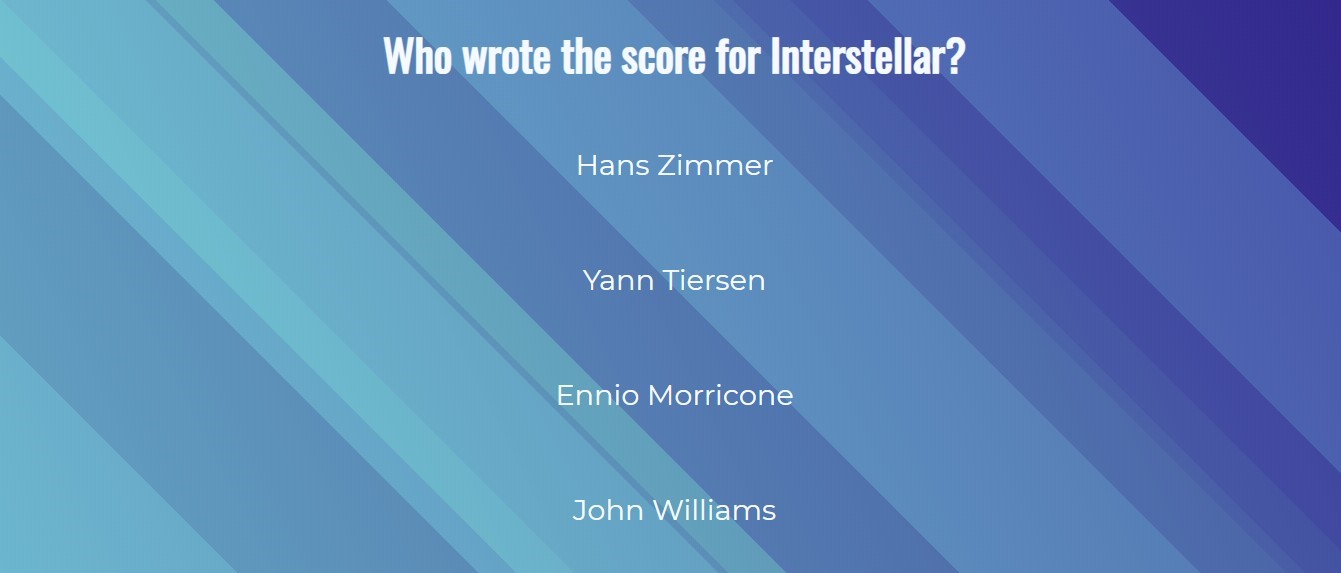 Who wrote the score for Interstellar?
Hans Zimmer
Yann Tiersen
Ennio Morricone
John Williams